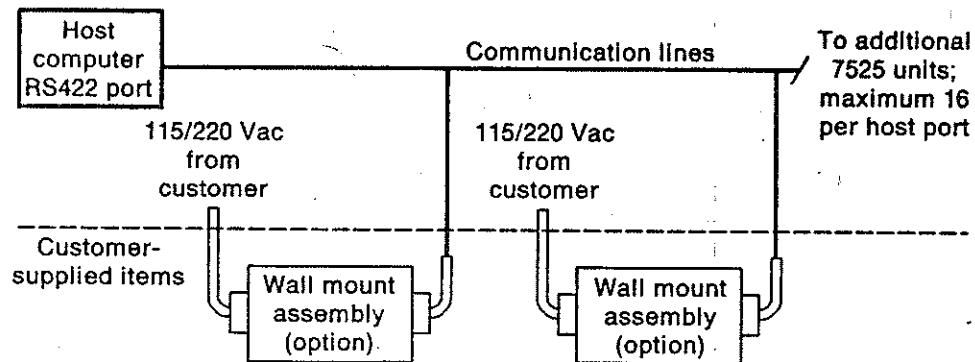 Host
computer
RS422 port
Communication lines
To additional
7525 units;
maximum 16
per host port
115/220 Vac
from
customer
115/220 Vac
from
customer
Customer-
supplied items
Wall mount
assembly
(option)
Wall mount
assembly
(option)